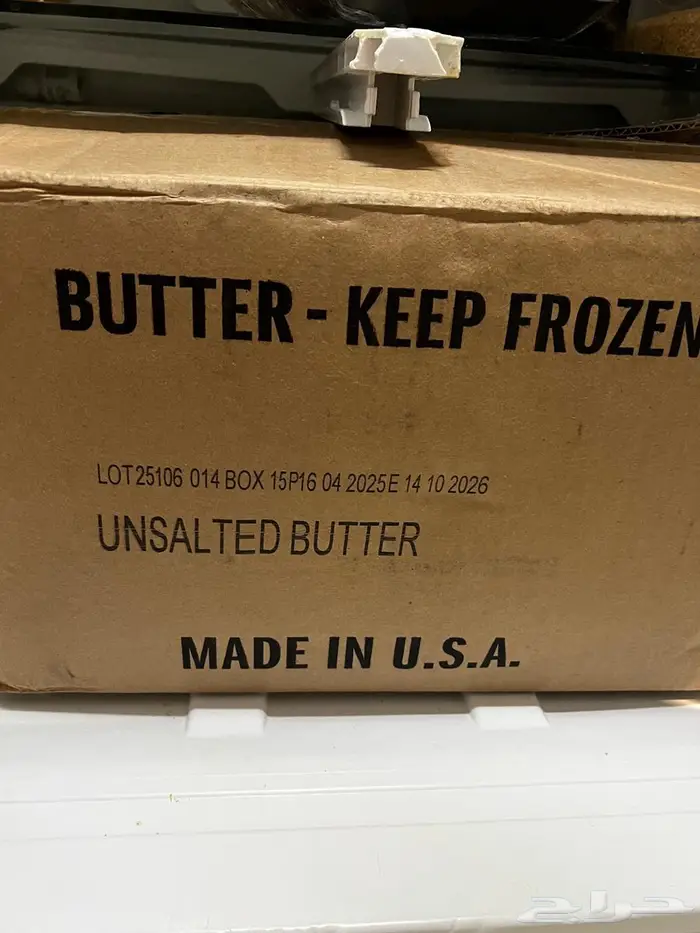 BUTTER - KEEP FROZEN
LOT25106 014 BOX 15P16 04 2025E 14 10 2026
UNSALTED BUTTER
MADE IN U.S.A.
حراج